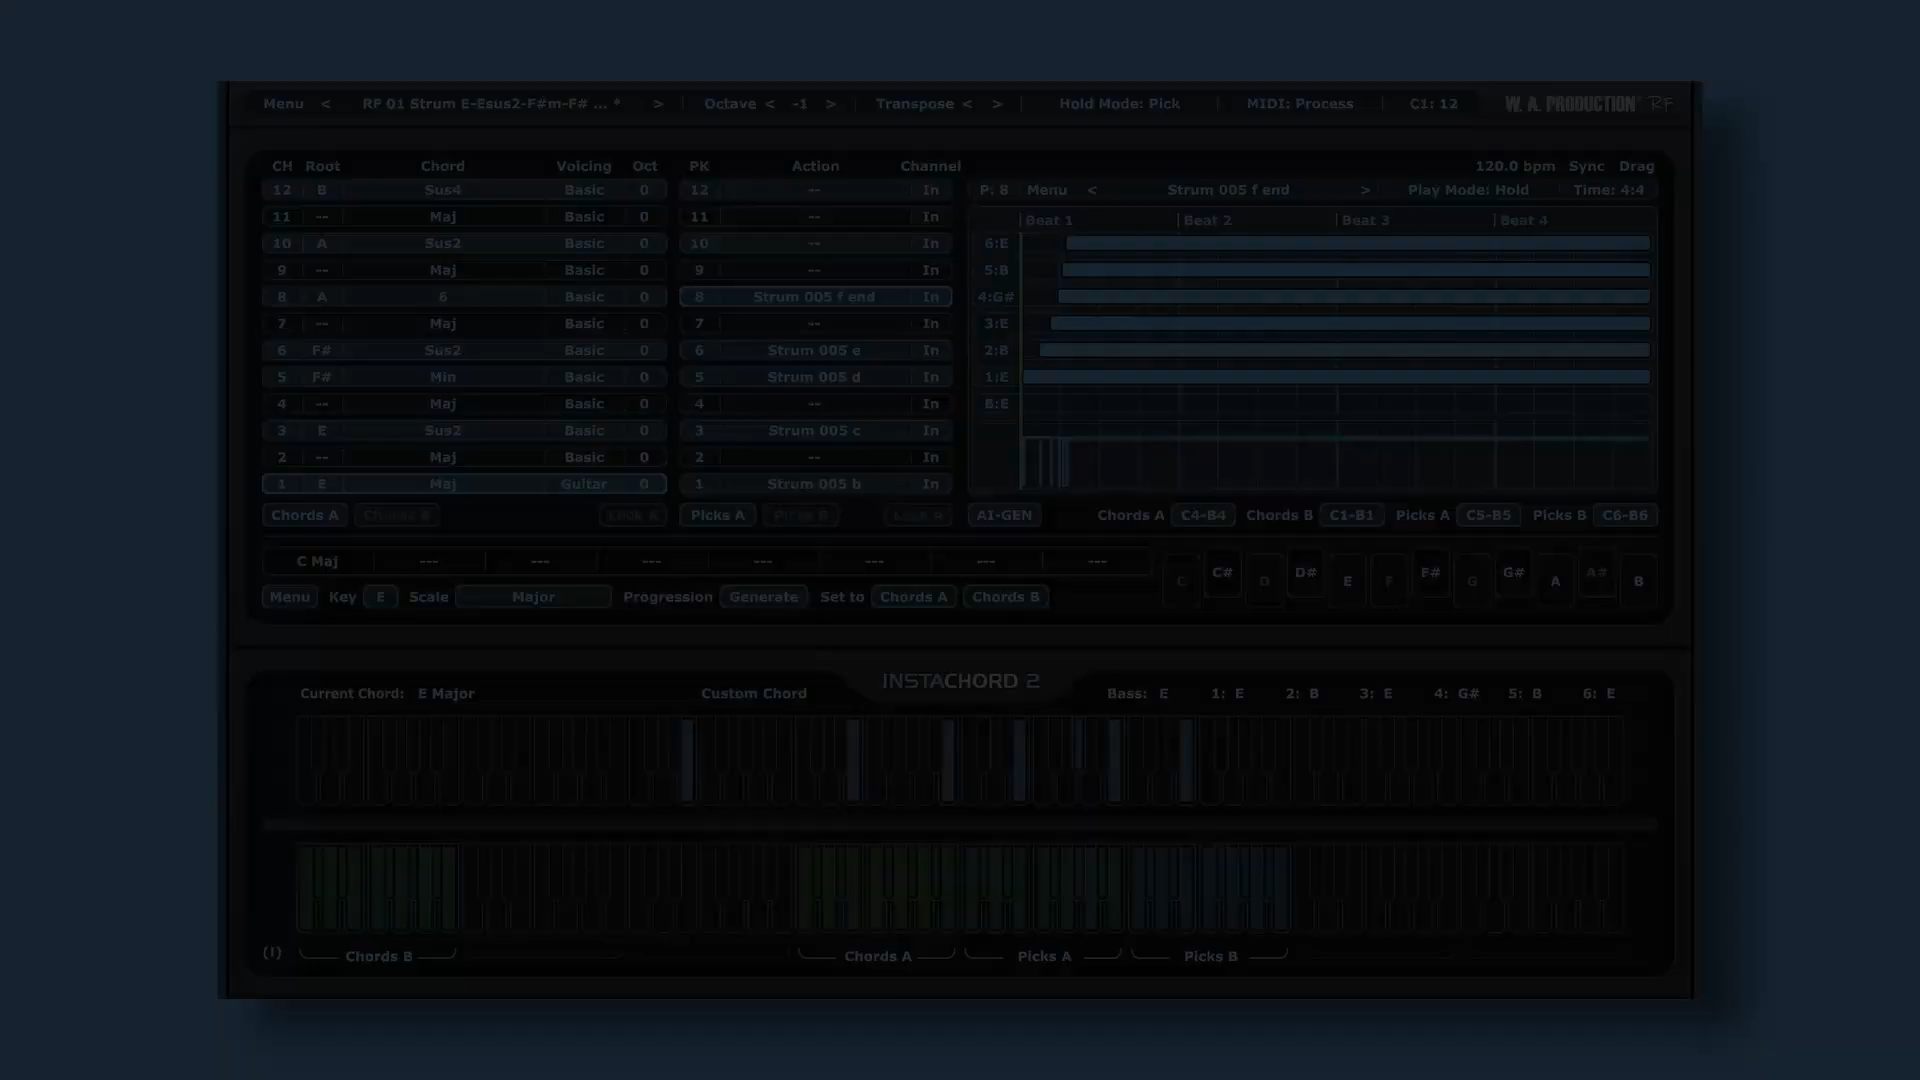 Menu < RF 01 Strum E-Esus2-F#m-F# ... * > Octave < -1 > Transpose < > Hold Mode: Pick MIDI: Process C1: 12 W. A. PRODUCTION RF
CH Root Chord Voicing Oct PK Action Channel 120.0 bpm Sync Drag
12 B Sus4 Basic 0 12 -- In P: 8 Menu < Strum 005 f end > Play Mode: Hold Time: 4:4
11 -- Maj Basic 0 11 -- In Beat 1 Beat 2 Beat 3 Beat 4
10 A Sus2 Basic 0 10 -- In 6:E
9 -- Maj Basic 0 9 -- In 5:B
8 A 6 Basic 0 8 Strum 005 f end In 4:G#
7 -- Maj Basic 0 7 -- In 3:E
6 F# Sus2 Basic 0 6 Strum 005 e In 2:B
5 F# Min Basic 0 5 Strum 005 d In 1:E
4 -- Maj Basic 0 4 -- In B:E
3 E Sus2 Basic 0 3 Strum 005 c In
2 -- Maj Basic 0 2 -- In
1 E Maj Guitar 0 1 Strum 005 b In
Chords A Chords B Lock A Picks A Picks B Lock A AI-GEN Chords A C4-B4 Chords B C1-B1 Picks A C5-B5 Picks B C6-B6
C Maj --- --- --- --- --- --- --- C C# D D# E F F# G G# A A# B
Menu Key E Scale Major Progression Generate Set to Chords A Chords B
INSTACHORD 2
Current Chord: E Major Custom Chord Bass: E 1: E 2: B 3: E 4: G# 5: B 6: E
(!) Chords B Chords A Picks A Picks B